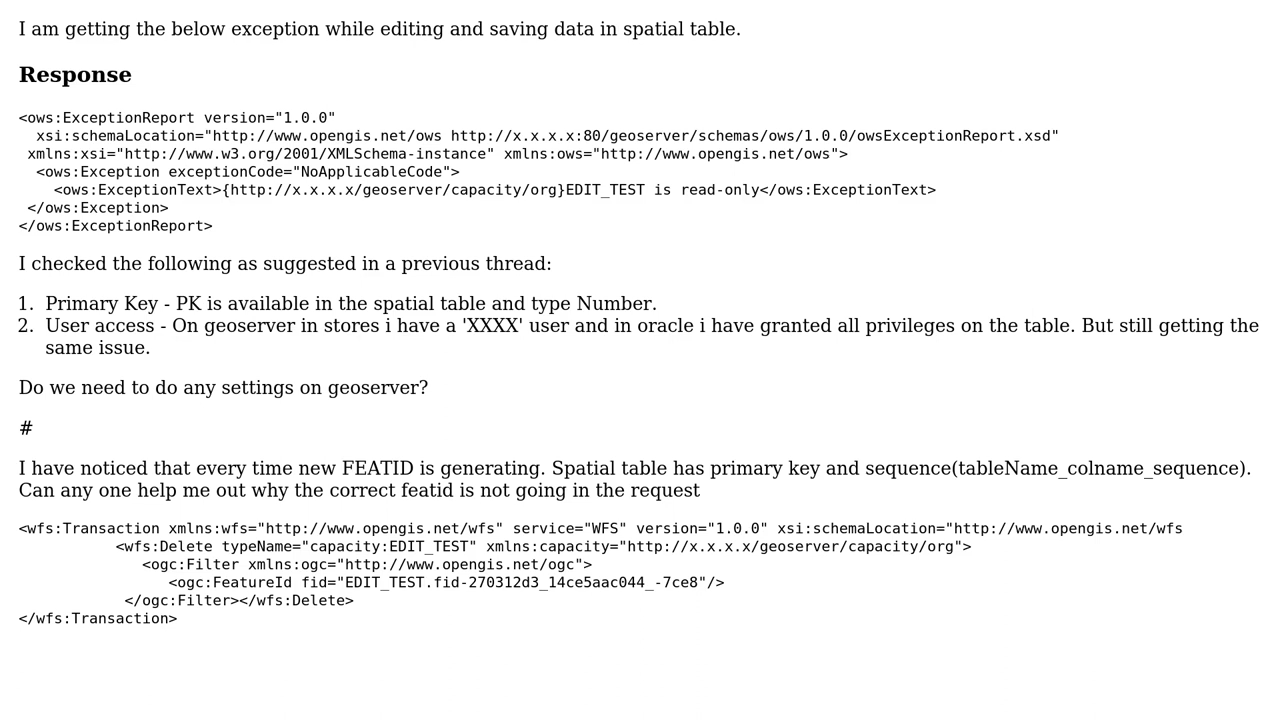 I am getting the below exception while editing and saving data in spatial table.
Response
<ows:ExceptionReport version="1.0.0"
  xsi:schemaLocation="http://www.opengis.net/ows http://x.x.x.x:80/geoserver/schemas/ows/1.0.0/owsExceptionReport.xsd"
 xmlns:xsi="http://www.w3.org/2001/XMLSchema-instance" xmlns:ows="http://www.opengis.net/ows">
  <ows:Exception exceptionCode="NoApplicableCode">
    <ows:ExceptionText>{http://x.x.x.x/geoserver/capacity/org}EDIT_TEST is read-only</ows:ExceptionText>
 </ows:Exception>
</ows:ExceptionReport>
I checked the following as suggested in a previous thread:
1. Primary Key - PK is available in the spatial table and type Number.
2. User access - On geoserver in stores i have a 'XXXX' user and in oracle i have granted all privileges on the table. But still getting the
same issue.
Do we need to do any settings on geoserver?
#
I have noticed that every time new FEATID is generating. Spatial table has primary key and sequence(tableName_colname_sequence).
Can any one help me out why the correct featid is not going in the request
<wfs:Transaction xmlns:wfs="http://www.opengis.net/wfs" service="WFS" version="1.0.0" xsi:schemaLocation="http://www.opengis.net/wfs
           <wfs:Delete typeName="capacity:EDIT_TEST" xmlns:capacity="http://x.x.x.x/geoserver/capacity/org">
              <ogc:Filter xmlns:ogc="http://www.opengis.net/ogc">
                 <ogc:FeatureId fid="EDIT_TEST.fid-270312d3_14ce5aac044_-7ce8"/>
            </ogc:Filter></wfs:Delete>
</wfs:Transaction>